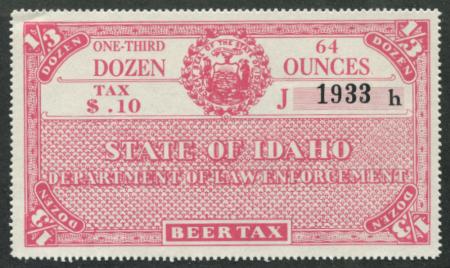 1/3 DOZEN
1/3 DOZEN
ONE-THIRD DOZEN
64 OUNCES
TAX $.10
J 1933 h
STATE OF IDAHO
DEPARTMENT OF LAW ENFORCEMENT
1/3 DOZEN
BEER TAX
1/3 DOZEN